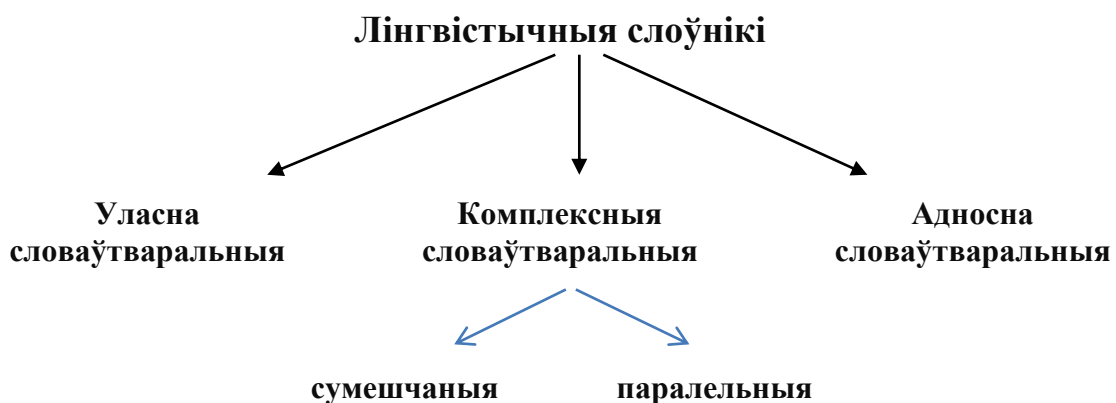 Лінгвістычныя слоўнікі
Уласна
словаўтваральныя
Комплексныя
словаўтваральныя
Адносна
словаўтваральныя
сумешчаныя
паралельныя